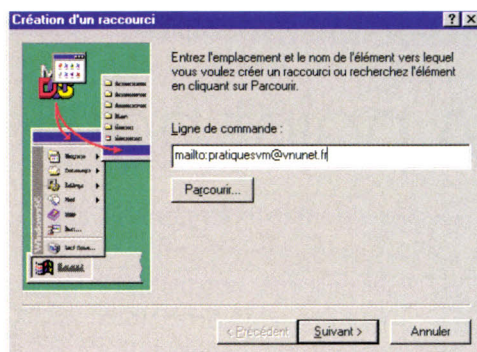 Création d'un raccourci
Entrez l'emplacement et le nom de l'élément vers lequel
vous voulez créer un raccourci ou recherchez l'élément
en cliquant sur Parcourir.
Ligne de commande :
mailto:pratiquesvm@vnunet.fr
Parcourir...
< Précédent
Suivant >
Annuler